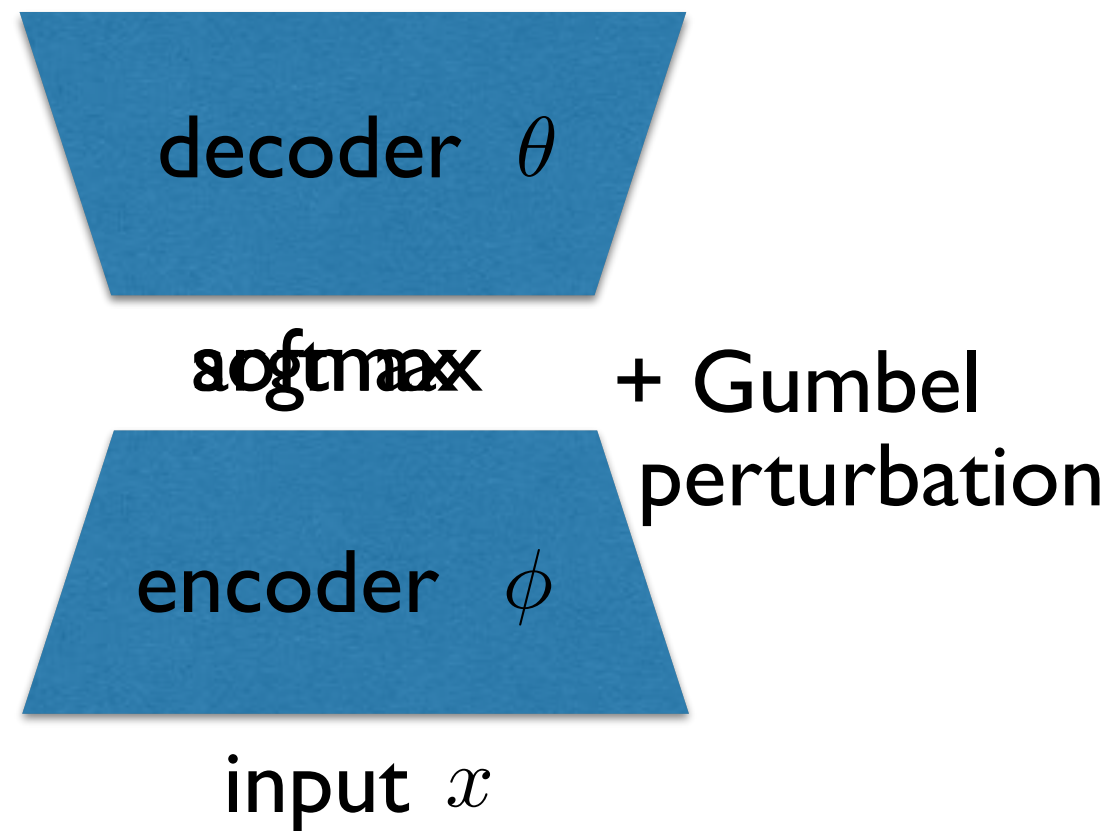 decoder θ
+ Gumbel
perturbation
encoder ϕ
input x